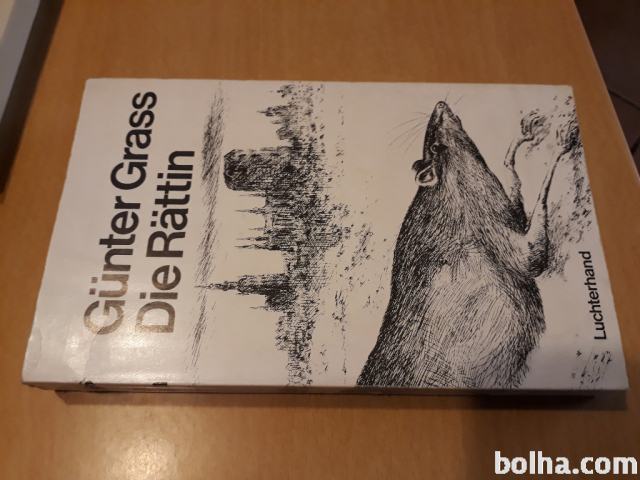 Günter Grass
Die Rättin
Luchterhand
bolha.com